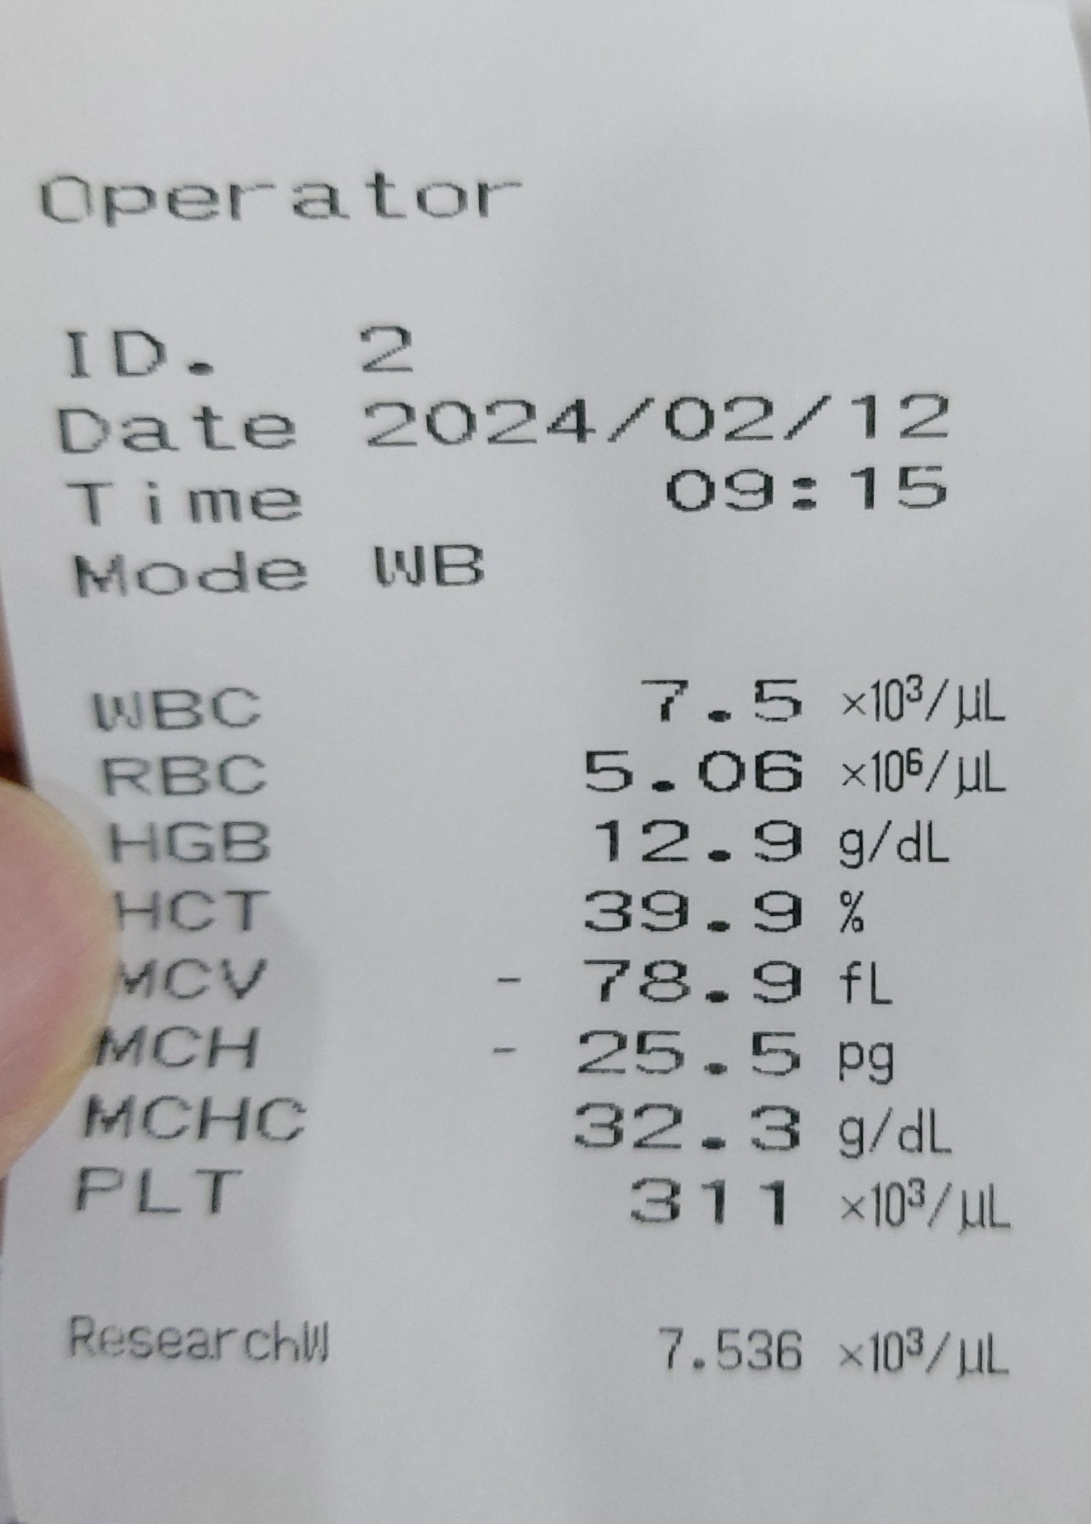 Operator
ID. 2
Date 2024/02/12
Time 09:15
Mode WB
WBC 7.5 ×10³/μL
RBC 5.06 ×10⁶/μL
HGB 12.9 g/dL
HCT 39.9 %
MCV - 78.9 fL
MCH - 25.5 pg
MCHC 32.3 g/dL
PLT 311 ×10³/μL
ResearchW 7.536 ×10³/μL